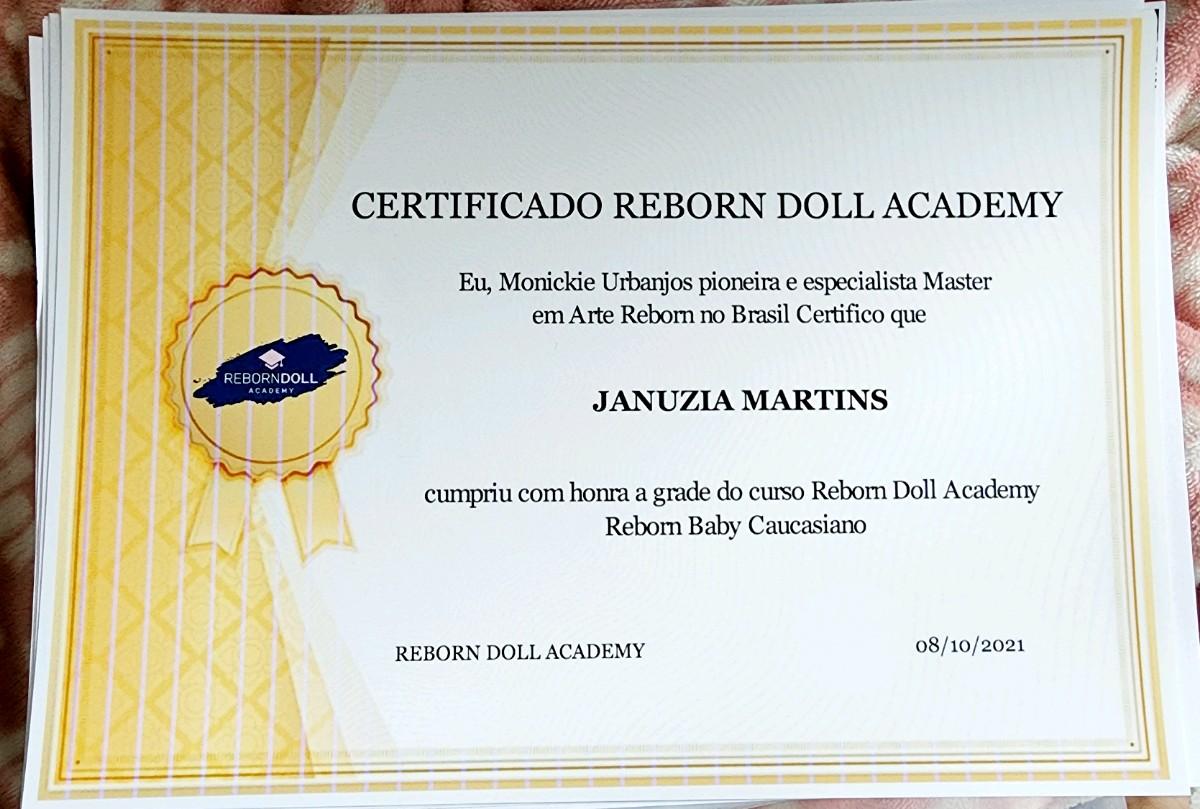 CERTIFICADO REBORN DOLL ACADEMY
Eu, Monickie Urbanjos pioneira e especialista Master
em Arte Reborn no Brasil Certifico que
JANUZIA MARTINS
REBORNDOLL
ACADEMY
cumpriu com honra a grade do curso Reborn Doll Academy
Reborn Baby Caucasiano
REBORN DOLL ACADEMY
08/10/2021